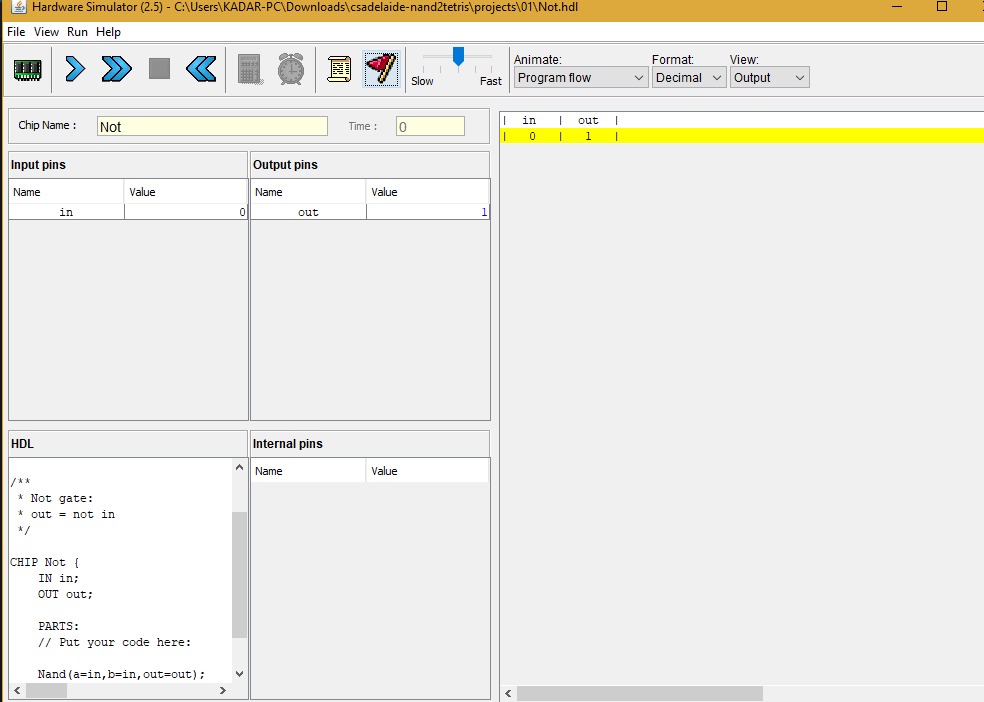 Hardware Simulator (2.5) - C:\Users\KADAR-PC\Downloads\csadelaide-nand2tetris\projects\01\Not.hdl
File View Run Help
Slow Fast
Animate: Format: View:
Program flow Decimal Output
Chip Name : Not Time : 0
Input pins
Name Value
in 0
Output pins
Name Value
out 1
HDL
/**
* Not gate:
* out = not in
*/
CHIP Not {
IN in;
OUT out;
PARTS:
// Put your code here:
Nand(a=in,b=in,out=out);
Internal pins
Name Value
| in | out |
| 0 | 1 |